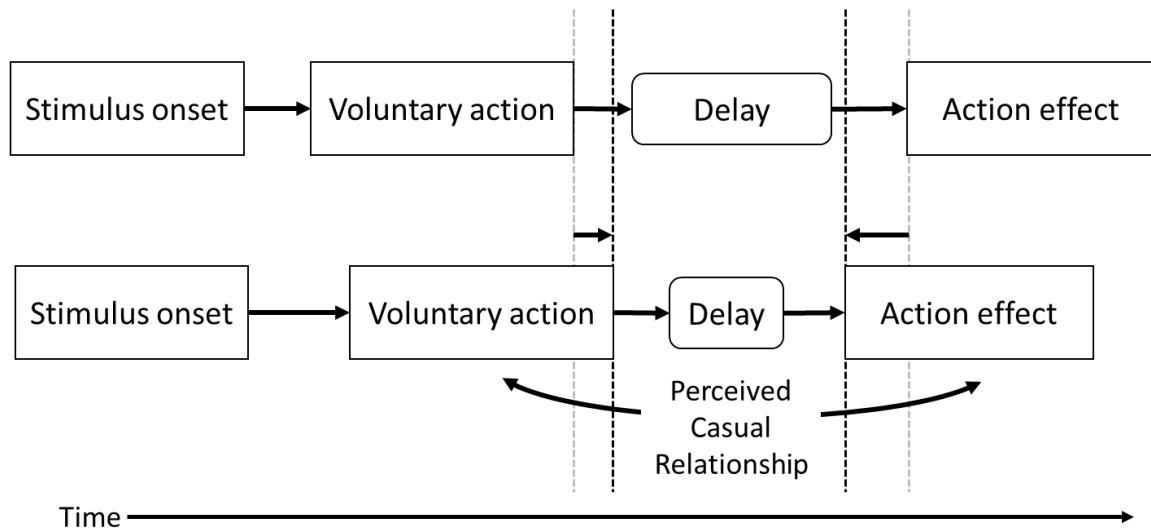 Stimulus onset
Voluntary action
Delay
Action effect
Stimulus onset
Voluntary action
Delay
Action effect
Perceived
Casual
Relationship
Time